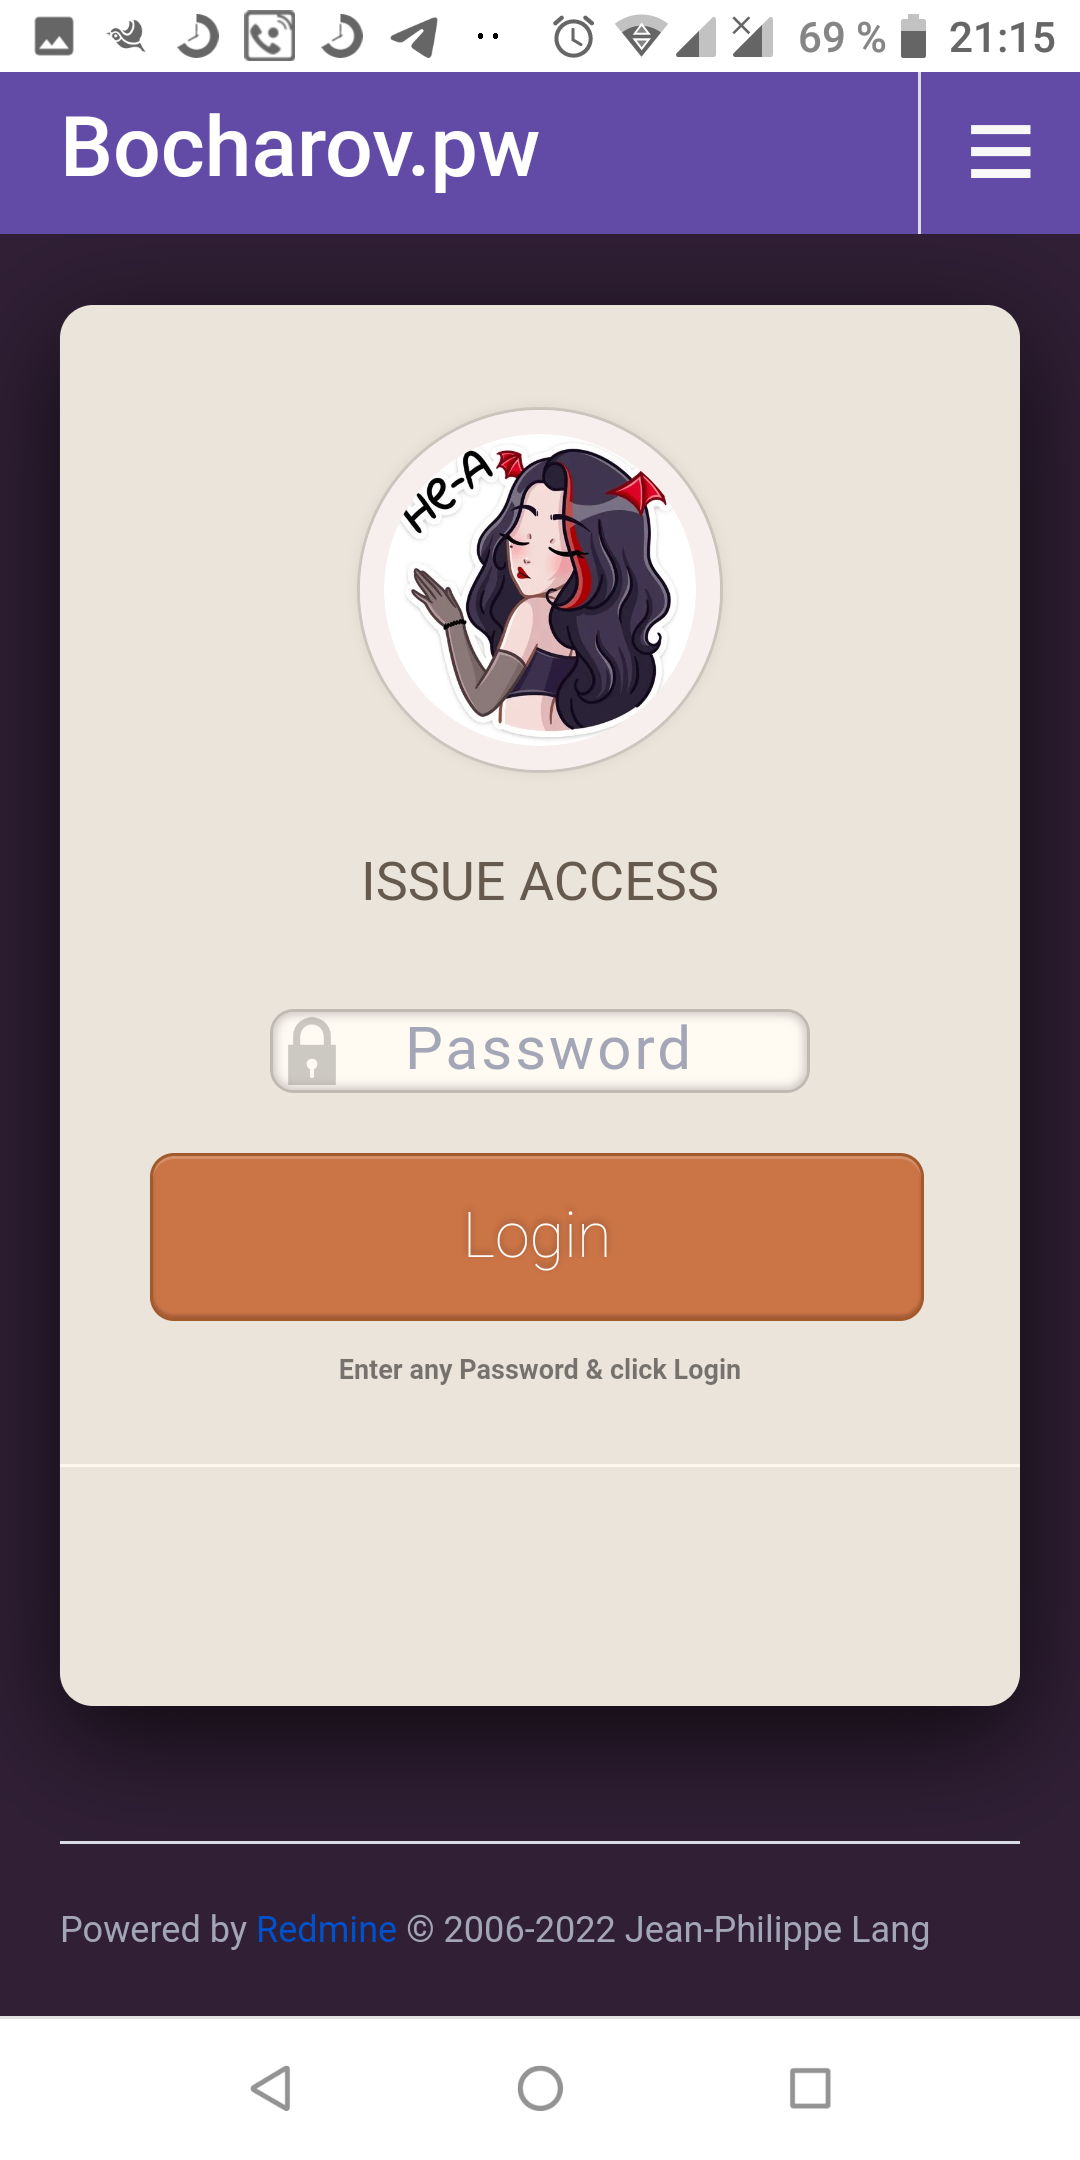 69 % 21:15
Bocharov.pw
не-а
ISSUE ACCESS
Password
Login
Enter any Password & click Login
Powered by Redmine © 2006-2022 Jean-Philippe Lang